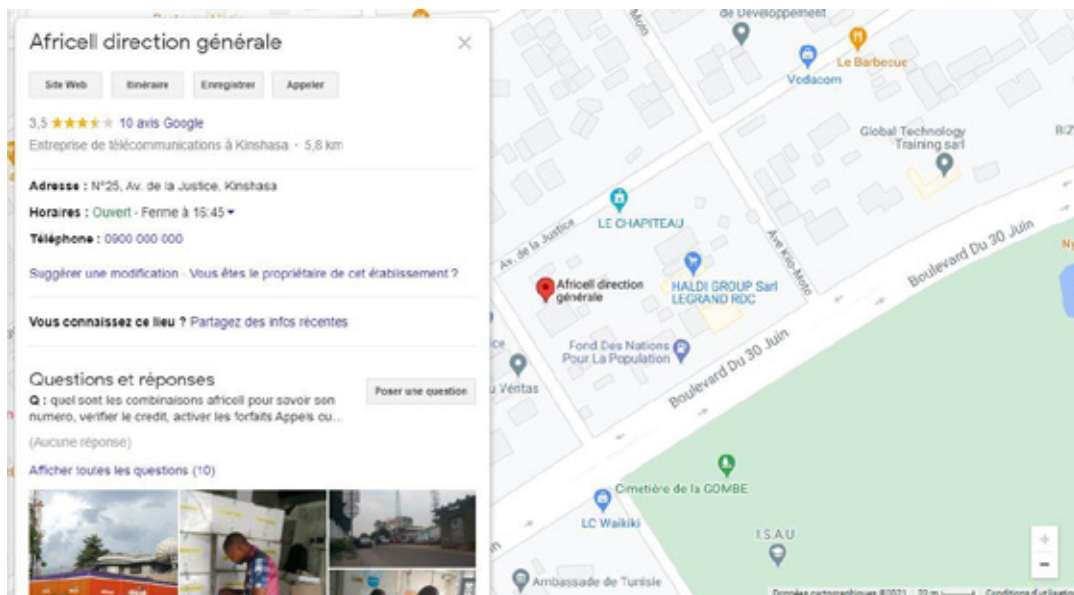 Africell direction générale
Site Web
Itinéraire
Enregistrer
Appeler
3,5
10 avis Google
Entreprise de télécommunications à Kinshasa · 5,8 km
Adresse : N°25, Av. de la Justice, Kinshasa
Horaires : Ouvert · Ferme à 16:45
Téléphone : 0900 000 000
Suggérer une modification · Vous êtes le propriétaire de cet établissement ?
Vous connaissez ce lieu ? Partagez des infos récentes
Questions et réponses
Poser une question
Q : quel sont les combinaisons africell pour savoir son
numero, verifier le credit, activer les forfaits Appels ou...
(Aucune réponse)
Afficher toutes les questions (10)
de Développement
Vodacom
Le Barbecue
Global Technology
Training sarl
LE CHAPITEAU
Av. de la Justice
Ave Kilo-Moto
Boulevard Du 30 Juin
Africell direction
générale
HALDI GROUP Sarl
LEGRAND RDC
Fond Des Nations
Pour La Population
Boulevard Du 30 Juin
Cimetière de la GOMBE
LC Waikiki
I.S.A.U
Ambassade de Tunisie
Données cartographiques ©2021
Conditions d'utilisation